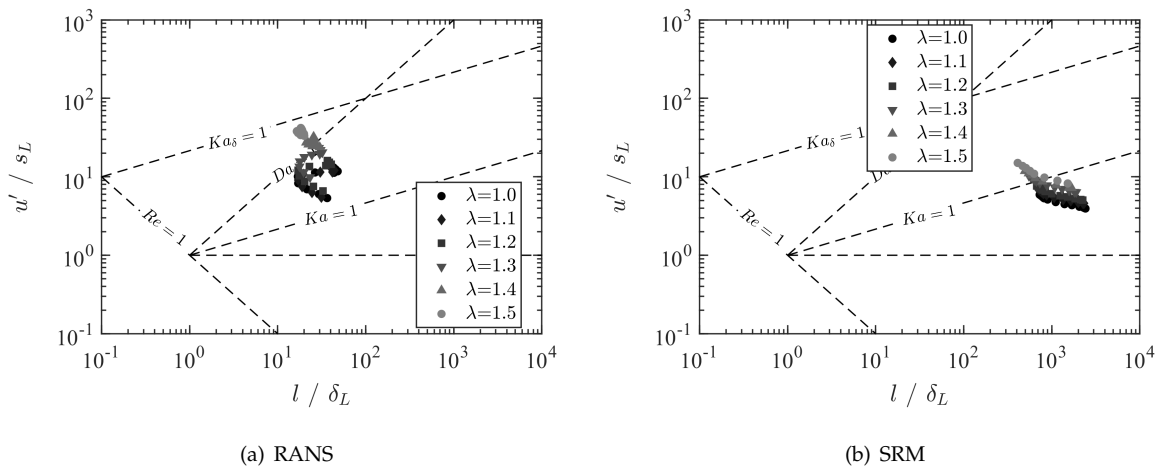 10^3
10^2
10^1
10^0
10^-1
u′ / s_L
Ka_δ = 1
Da
Re = 1
Ka = 1
λ=1.0
λ=1.1
λ=1.2
λ=1.3
λ=1.4
λ=1.5
10^-1 10^0 10^1 10^2 10^3 10^4
l / δ_L
(a) RANS
10^3
10^2
10^1
10^0
10^-1
u′ / s_L
λ=1.0
λ=1.1
λ=1.2
λ=1.3
λ=1.4
λ=1.5
Ka_δ = 1
Da
Re = 1
Ka = 1
10^-1 10^0 10^1 10^2 10^3 10^4
l / δ_L
(b) SRM